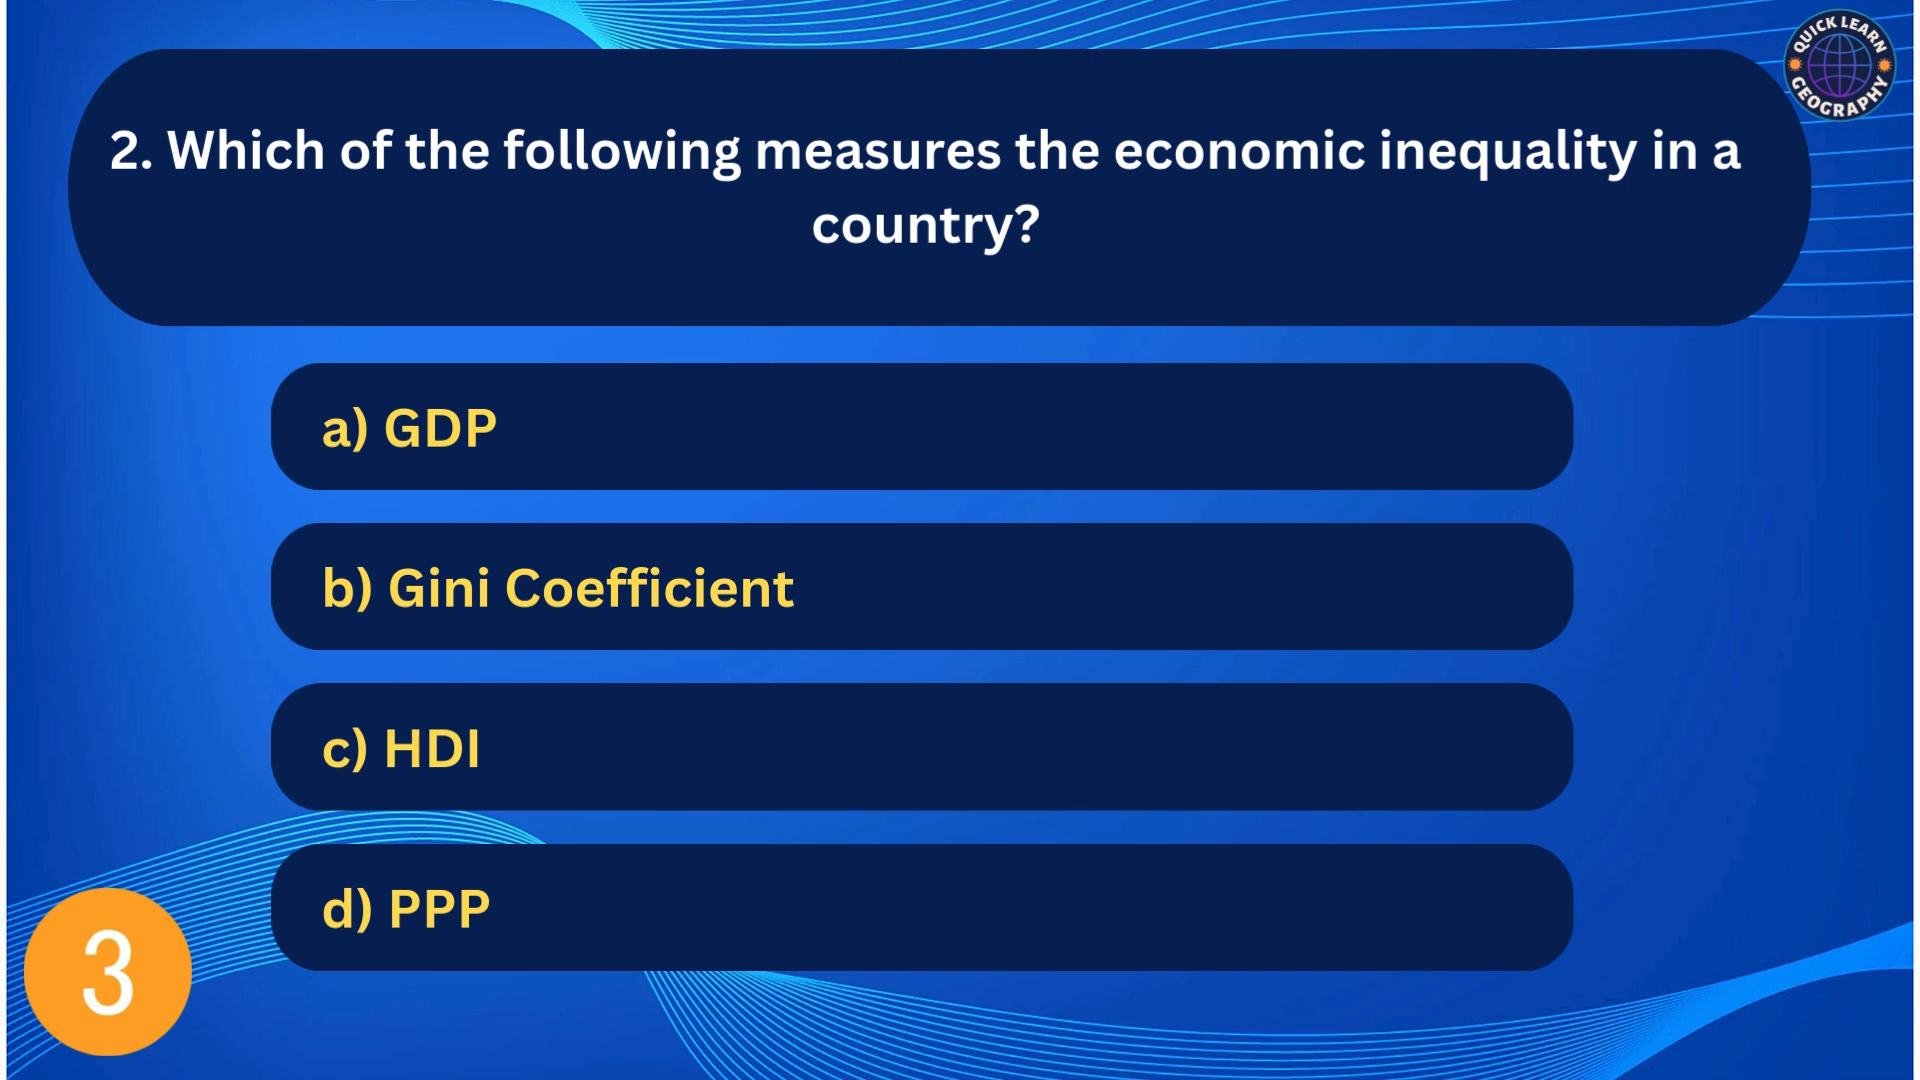 QUICK LEARN
GEOGRAPHY
2. Which of the following measures the economic inequality in a
country?
a) GDP
b) Gini Coefficient
c) HDI
d) PPP
3